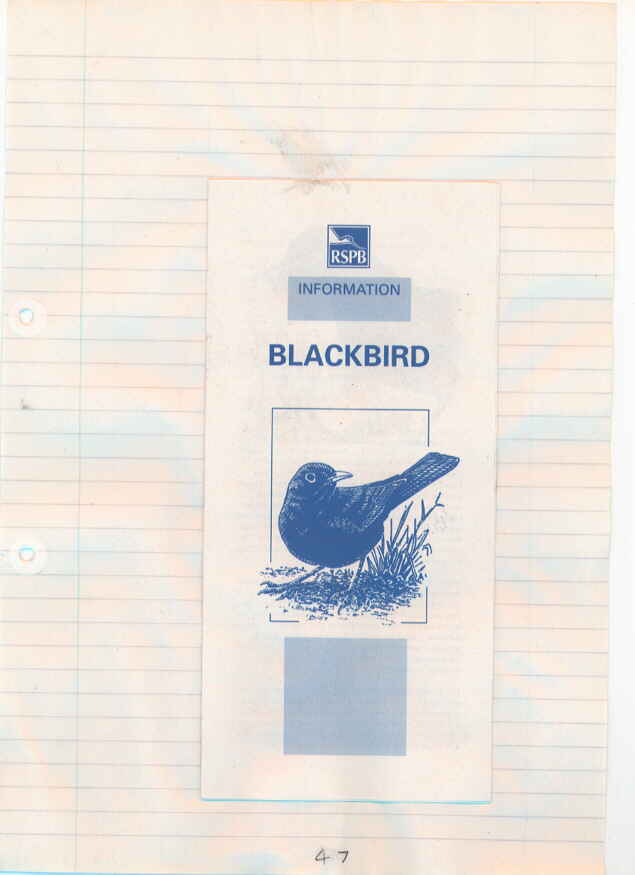 RSPB
INFORMATION
BLACKBIRD
47